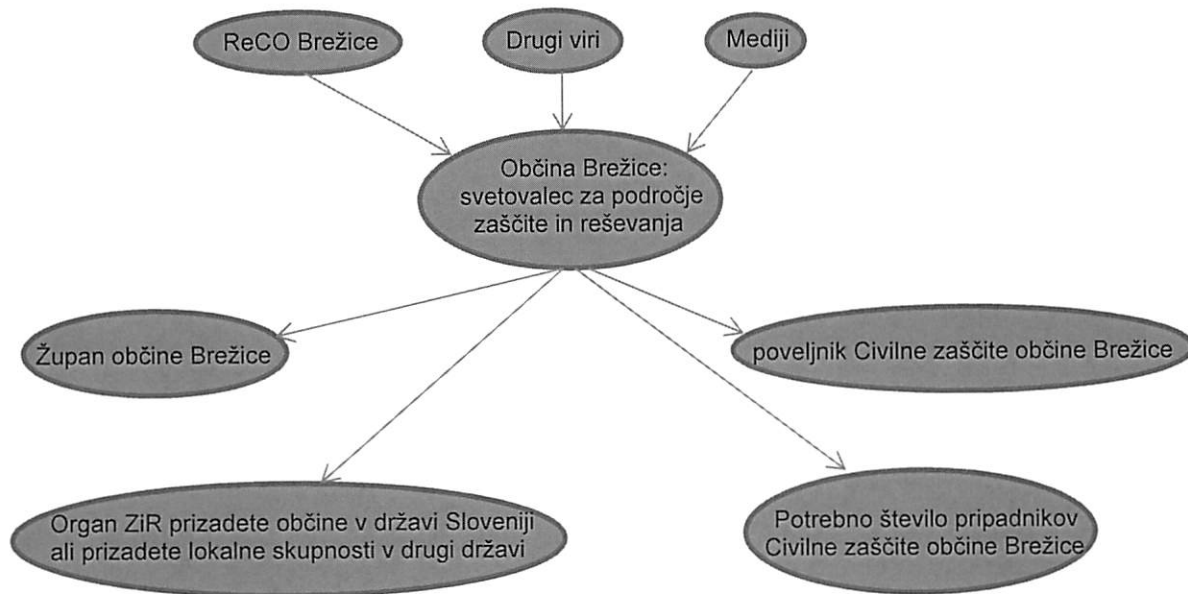 ReCO Brežice
Drugi viri
Mediji
Občina Brežice:
svetovalec za področje
zaščite in reševanja
Župan občine Brežice
poveljnik Civilne zaščite občine Brežice
Organ ZiR prizadete občine v državi Sloveniji
ali prizadete lokalne skupnosti v drugi državi
Potrebno število pripadnikov
Civilne zaščite občine Brežice